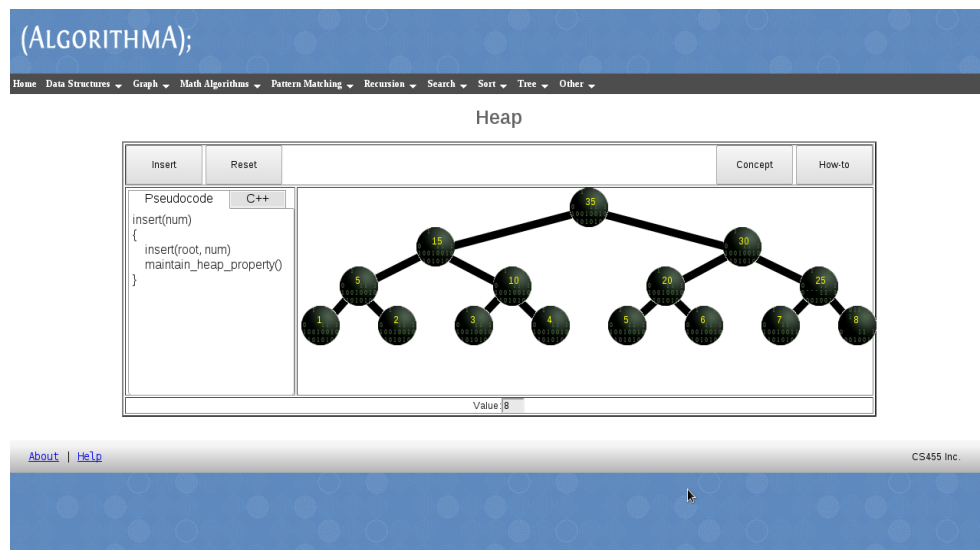 (ALGORITHMA);
Home Data Structures Graph Math Algorithms Pattern Matching Recursion Search Sort Tree Other
Heap
Insert Reset Concept How-to
Pseudocode C++
insert(num)
{
insert(root, num)
maintain_heap_property()
}
35
15 30
5 10 20 25
1 2 3 4 5 6 7 8
Value: 8
About | Help CS455 Inc.